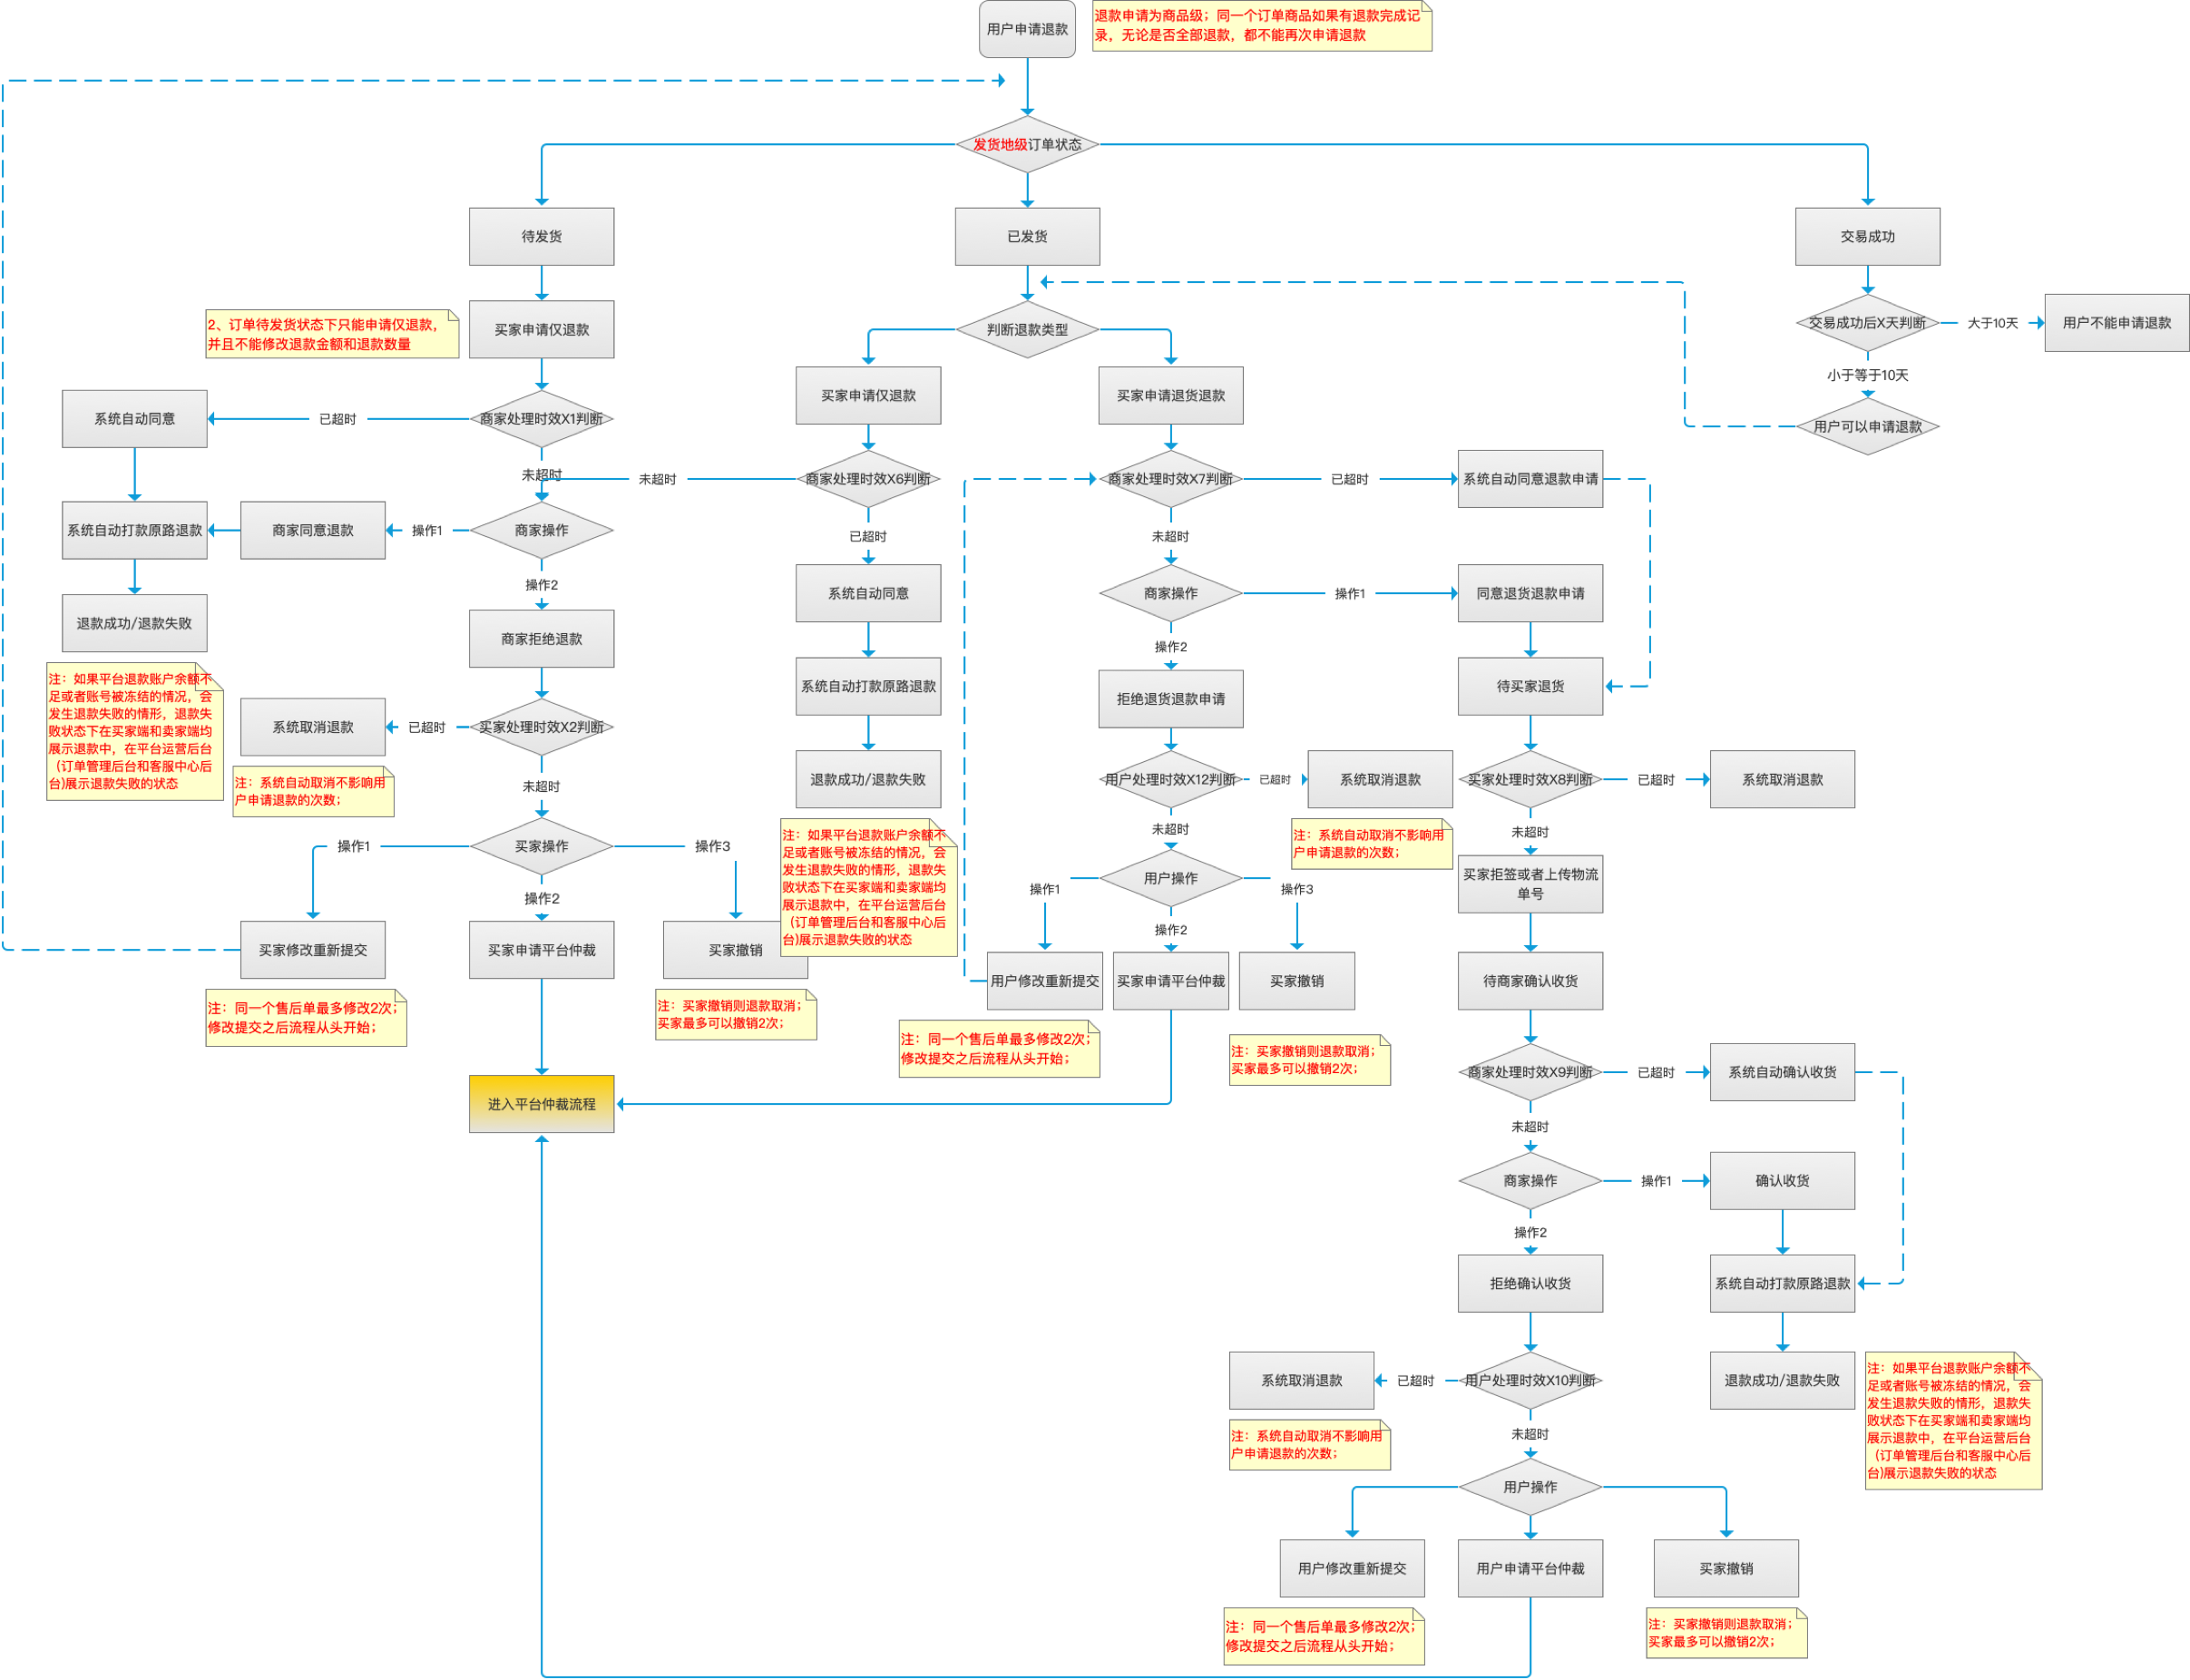 用户申请退款
退款申请为商品级；同一个订单商品如果有退款完成记
录，无论是否全部退款，都不能再次申请退款
发货地级订单状态
待发货
已发货
交易成功
2、订单待发货状态下只能申请仅退款，
并且不能修改退款金额和退款数量
买家申请仅退款
判断退款类型
交易成功后X天判断
大于10天
用户不能申请退款
小于等于10天
用户可以申请退款
买家申请仅退款
买家申请退货退款
系统自动同意
已超时
商家处理时效X1判断
未超时
未超时
商家处理时效X6判断
商家处理时效X7判断
已超时
系统自动同意退款申请
系统自动打款原路退款
商家同意退款
操作1
商家操作
已超时
未超时
操作2
系统自动同意
商家操作
操作1
同意退货退款申请
退款成功/退款失败
商家拒绝退款
操作2
注：如果平台退款账户余额不
足或者账号被冻结的情况，会
发生退款失败的情形，退款失
败状态下在买家端和卖家端均
展示退款中，在平台运营后台
（订单管理后台和客服中心后
台)展示退款失败的状态
系统自动打款原路退款
拒绝退货退款申请
待买家退货
系统取消退款
已超时
买家处理时效X2判断
注：系统自动取消不影响用
户申请退款的次数；
未超时
退款成功/退款失败
用户处理时效X12判断
已超时
系统取消退款
买家处理时效X8判断
已超时
系统取消退款
注：如果平台退款账户余额不
足或者账号被冻结的情况，会
发生退款失败的情形，退款失
败状态下在买家端和卖家端均
展示退款中，在平台运营后台
（订单管理后台和客服中心后
台)展示退款失败的状态
未超时
注：系统自动取消不影响用
户申请退款的次数；
未超时
操作1
买家操作
操作3
操作2
操作1
用户操作
操作3
操作2
买家拒签或者上传物流
单号
买家修改重新提交
买家申请平台仲裁
买家撤销
用户修改重新提交
买家申请平台仲裁
买家撤销
待商家确认收货
注：同一个售后单最多修改2次；
修改提交之后流程从头开始；
注：买家撤销则退款取消；
买家最多可以撤销2次；
注：同一个售后单最多修改2次；
修改提交之后流程从头开始；
注：买家撤销则退款取消；
买家最多可以撤销2次；
商家处理时效X9判断
已超时
系统自动确认收货
进入平台仲裁流程
未超时
商家操作
操作1
确认收货
操作2
拒绝确认收货
系统自动打款原路退款
系统取消退款
已超时
用户处理时效X10判断
退款成功/退款失败
注：如果平台退款账户余额不
足或者账号被冻结的情况，会
发生退款失败的情形，退款失
败状态下在买家端和卖家端均
展示退款中，在平台运营后台
（订单管理后台和客服中心后
台)展示退款失败的状态
注：系统自动取消不影响用
户申请退款的次数；
未超时
用户操作
用户修改重新提交
用户申请平台仲裁
买家撤销
注：同一个售后单最多修改2次；
修改提交之后流程从头开始；
注：买家撤销则退款取消；
买家最多可以撤销2次；